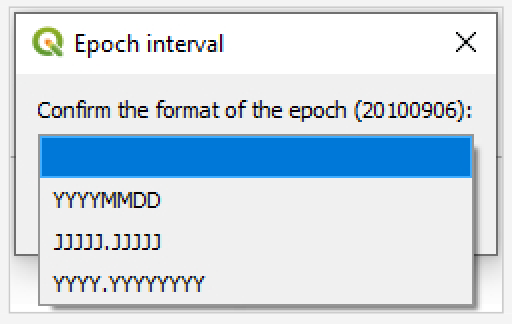 Epoch interval
Confirm the format of the epoch (20100906):
YYYYMMDD
JJJJJ.JJJJJ
YYYY.YYYYYYYY